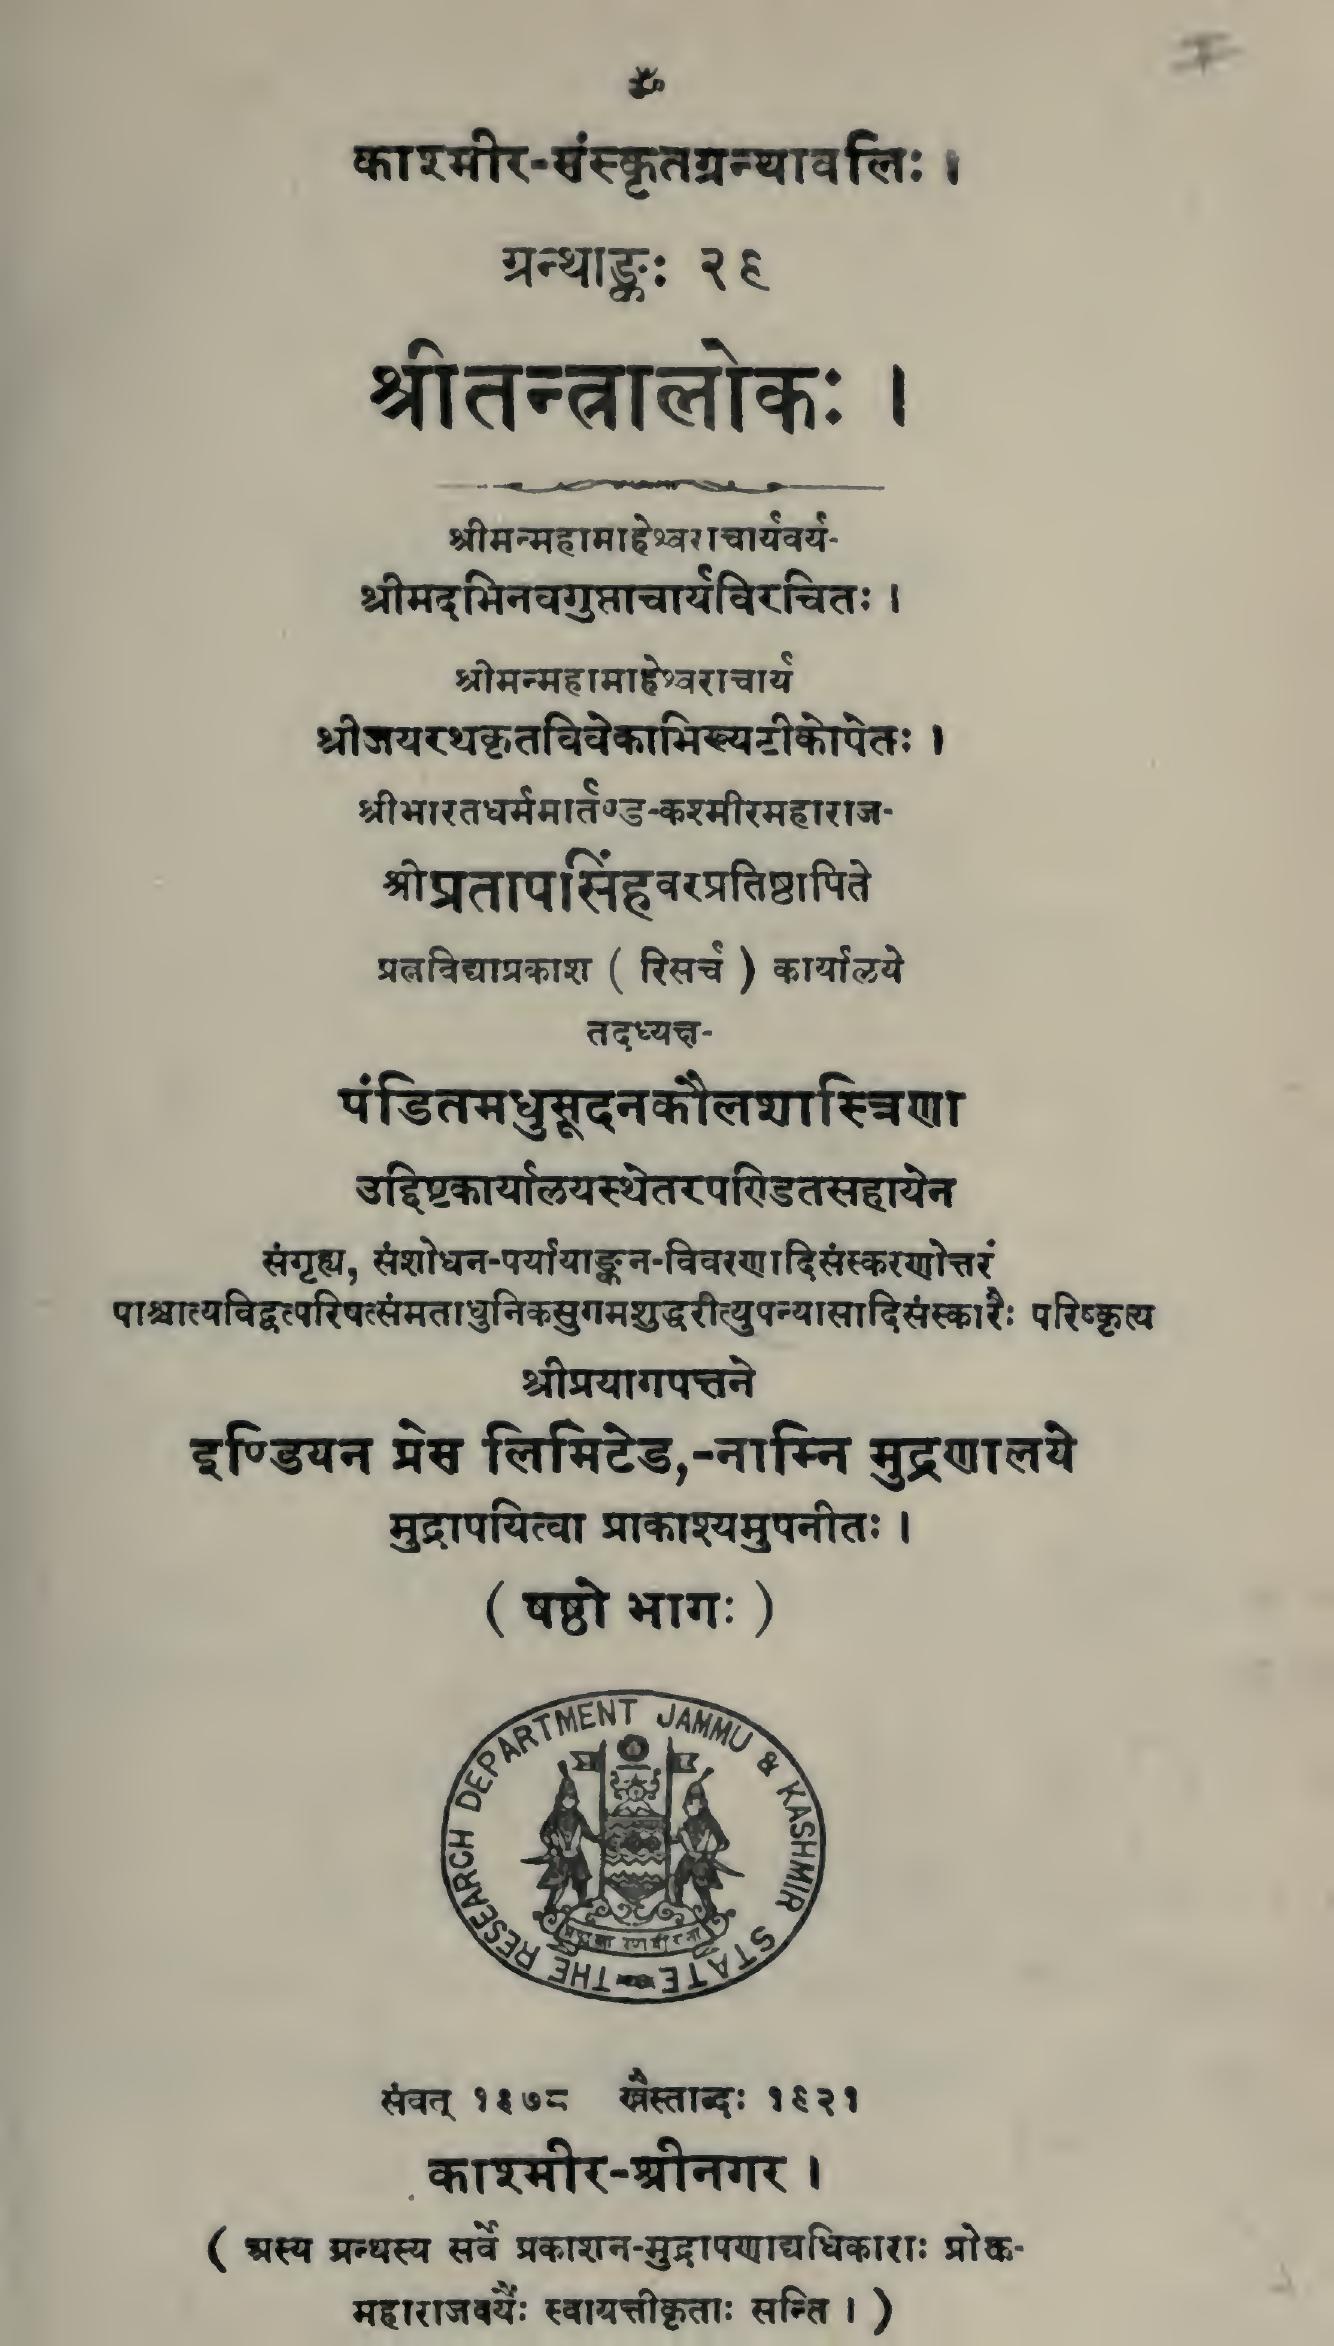 ॐ
काश्मीर-संस्कृतग्रन्थावलिः ।
ग्रन्थाङ्कः २९
श्रीतन्त्रालोकः ।
श्रीमन्महामाहेश्वराचार्यवर्य-
श्रीमदभिनवगुप्ताचार्यविरचितः ।
श्रीमन्महामाहेश्वराचार्य
श्रीजयरथकृतविवेकाभिख्यटीकोपेतः ।
श्रीभारतधर्ममार्तण्ड-कश्मीरमहाराज-
श्रीप्रतापसिंहवरप्रतिष्ठापिते
प्रत्नविद्याप्रकाश ( रिसर्च ) कार्यालये
तदध्यक्ष-
पंडितमधुसूदनकौलशास्त्रिणा
उद्दिष्टकार्यालयस्थेतरपण्डितसहायेन
संगृह्य, संशोधन-पर्यायाङ्कन-विवरणादिसंस्करणोत्तरं
पाश्चात्यविद्वत्परिषत्संमताधुनिकसुगमशुद्धरीत्युपन्यासादिसंस्कारैः परिष्कृत्य
श्रीप्रयागपत्तने
इण्डियन प्रेस लिमिटेड,-नाम्नि मुद्रणालये
मुद्रापयित्वा प्राकाश्यमुपनीतः ।
( षष्ठो भागः )
THE RESEARCH DEPARTMENT JAMMU & KASHMIR STATE
संवत् १९७८ ख्रैस्ताब्दः १९२१
काश्मीर-श्रीनगर ।
( अस्य ग्रन्थस्य सर्वे प्रकाशन-मुद्रापणाद्यधिकाराः प्रोक्त-
महाराजवर्यैः स्वायत्तीकृताः सन्ति । )